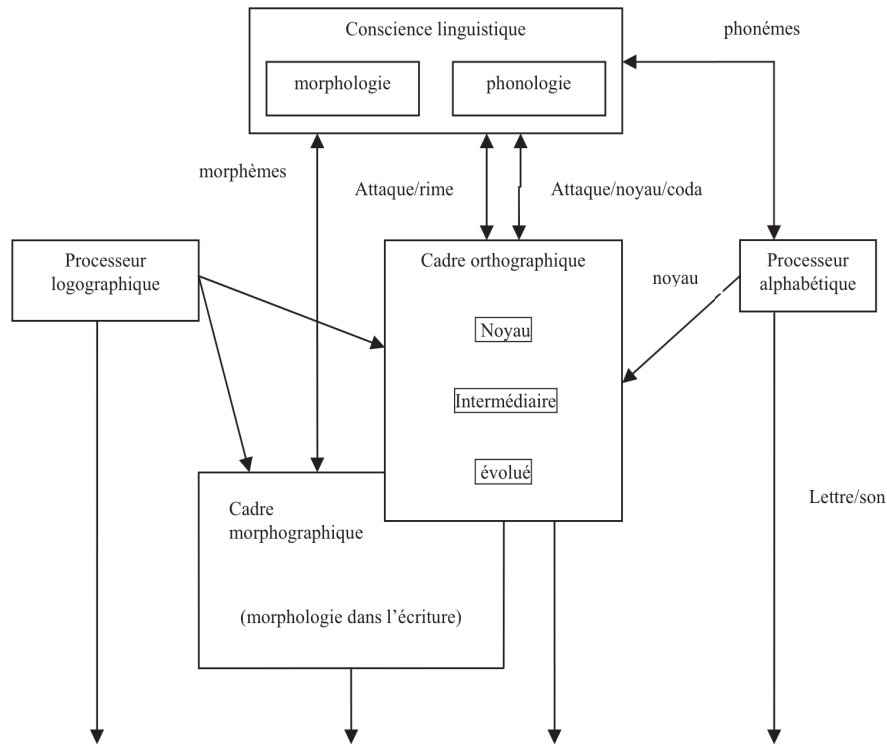 Conscience linguistique
phonémes
morphologie
phonologie
morphèmes
Attaque/rime
Attaque/noyau/coda
Processeur
logographique
Cadre orthographique
noyau
Processeur
alphabétique
Noyau
Intermédiaire
évolué
Lettre/son
Cadre
morphographique
(morphologie dans l’écriture)